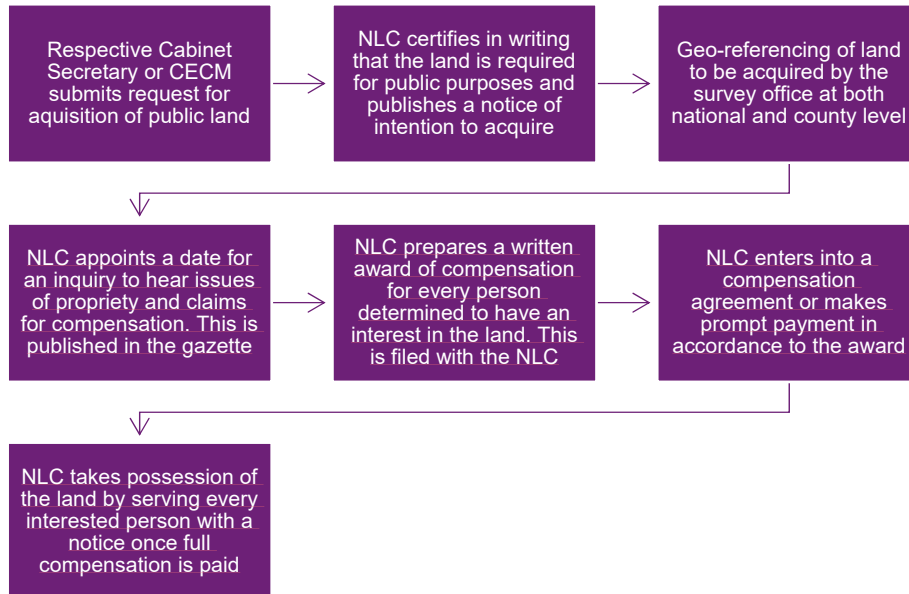 Respective Cabinet
Secretary or CECM
submits request for
aquisition of public land
NLC certifies in writing
that the land is required
for public purposes and
publishes a notice of
intention to acquire
Geo-referencing of land
to be acquired by the
survey office at both
national and county level
NLC appoints a date for
an inquiry to hear issues
of propriety and claims
for compensation. This is
published in the gazette
NLC prepares a written
award of compensation
for every person
determined to have an
interest in the land. This
is filed with the NLC
NLC enters into a
compensation
agreement or makes
prompt payment in
accordance to the award
NLC takes possession of
the land by serving every
interested person with a
notice once full
compensation is paid